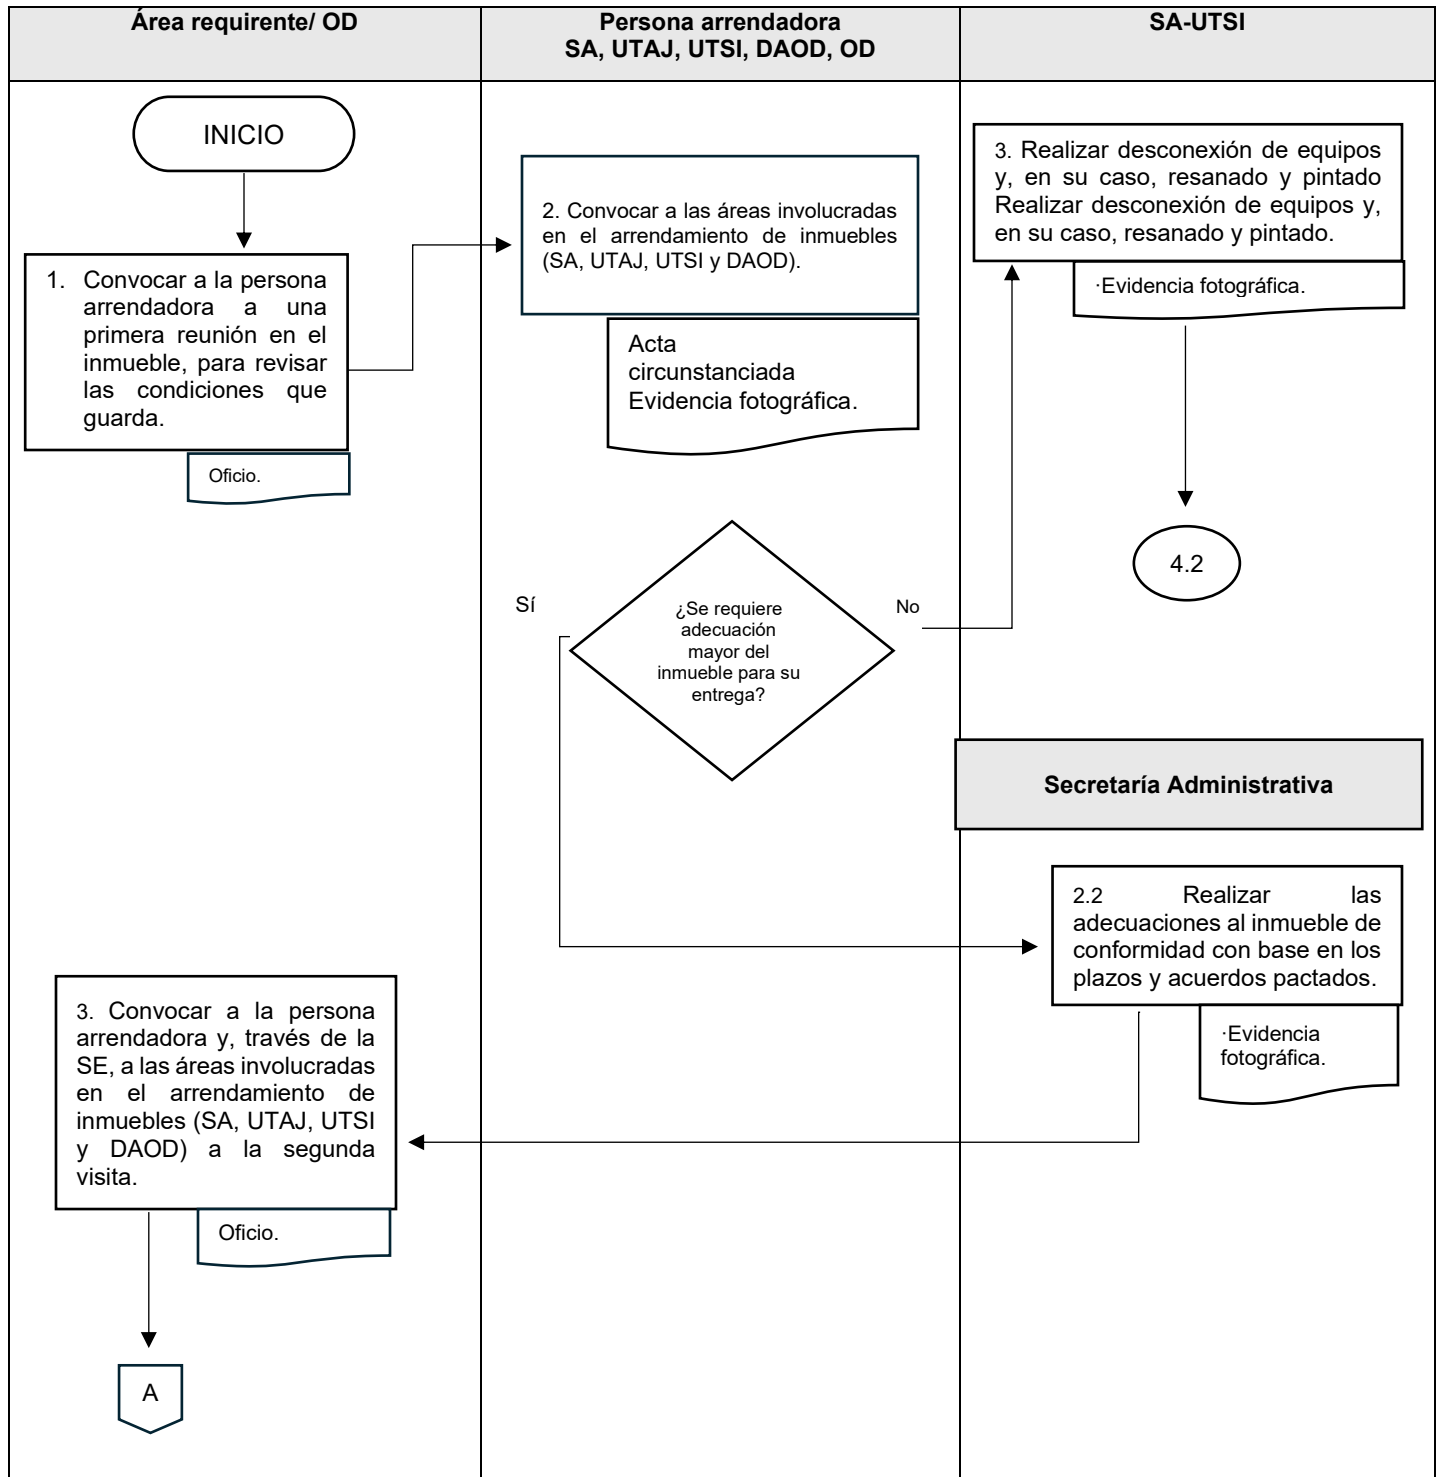 Área requirente/ OD
Persona arrendadora
SA, UTAJ, UTSI, DAOD, OD
SA-UTSI
INICIO
1. Convocar a la persona
arrendadora a una
primera reunión en el
inmueble, para revisar
las condiciones que
guarda.
Oficio.
2. Convocar a las áreas involucradas
en el arrendamiento de inmuebles
(SA, UTAJ, UTSI y DAOD).
Acta
circunstanciada
Evidencia fotográfica.
3. Realizar desconexión de equipos
y, en su caso, resanado y pintado
Realizar desconexión de equipos y,
en su caso, resanado y pintado.
·Evidencia fotográfica.
4.2
Sí
¿Se requiere
adecuación
mayor del
inmueble para su
entrega?
No
Secretaría Administrativa
2.2 Realizar las
adecuaciones al inmueble de
conformidad con base en los
plazos y acuerdos pactados.
·Evidencia
fotográfica.
3. Convocar a la persona
arrendadora y, través de la
SE, a las áreas involucradas
en el arrendamiento de
inmuebles (SA, UTAJ, UTSI
y DAOD) a la segunda
visita.
Oficio.
A